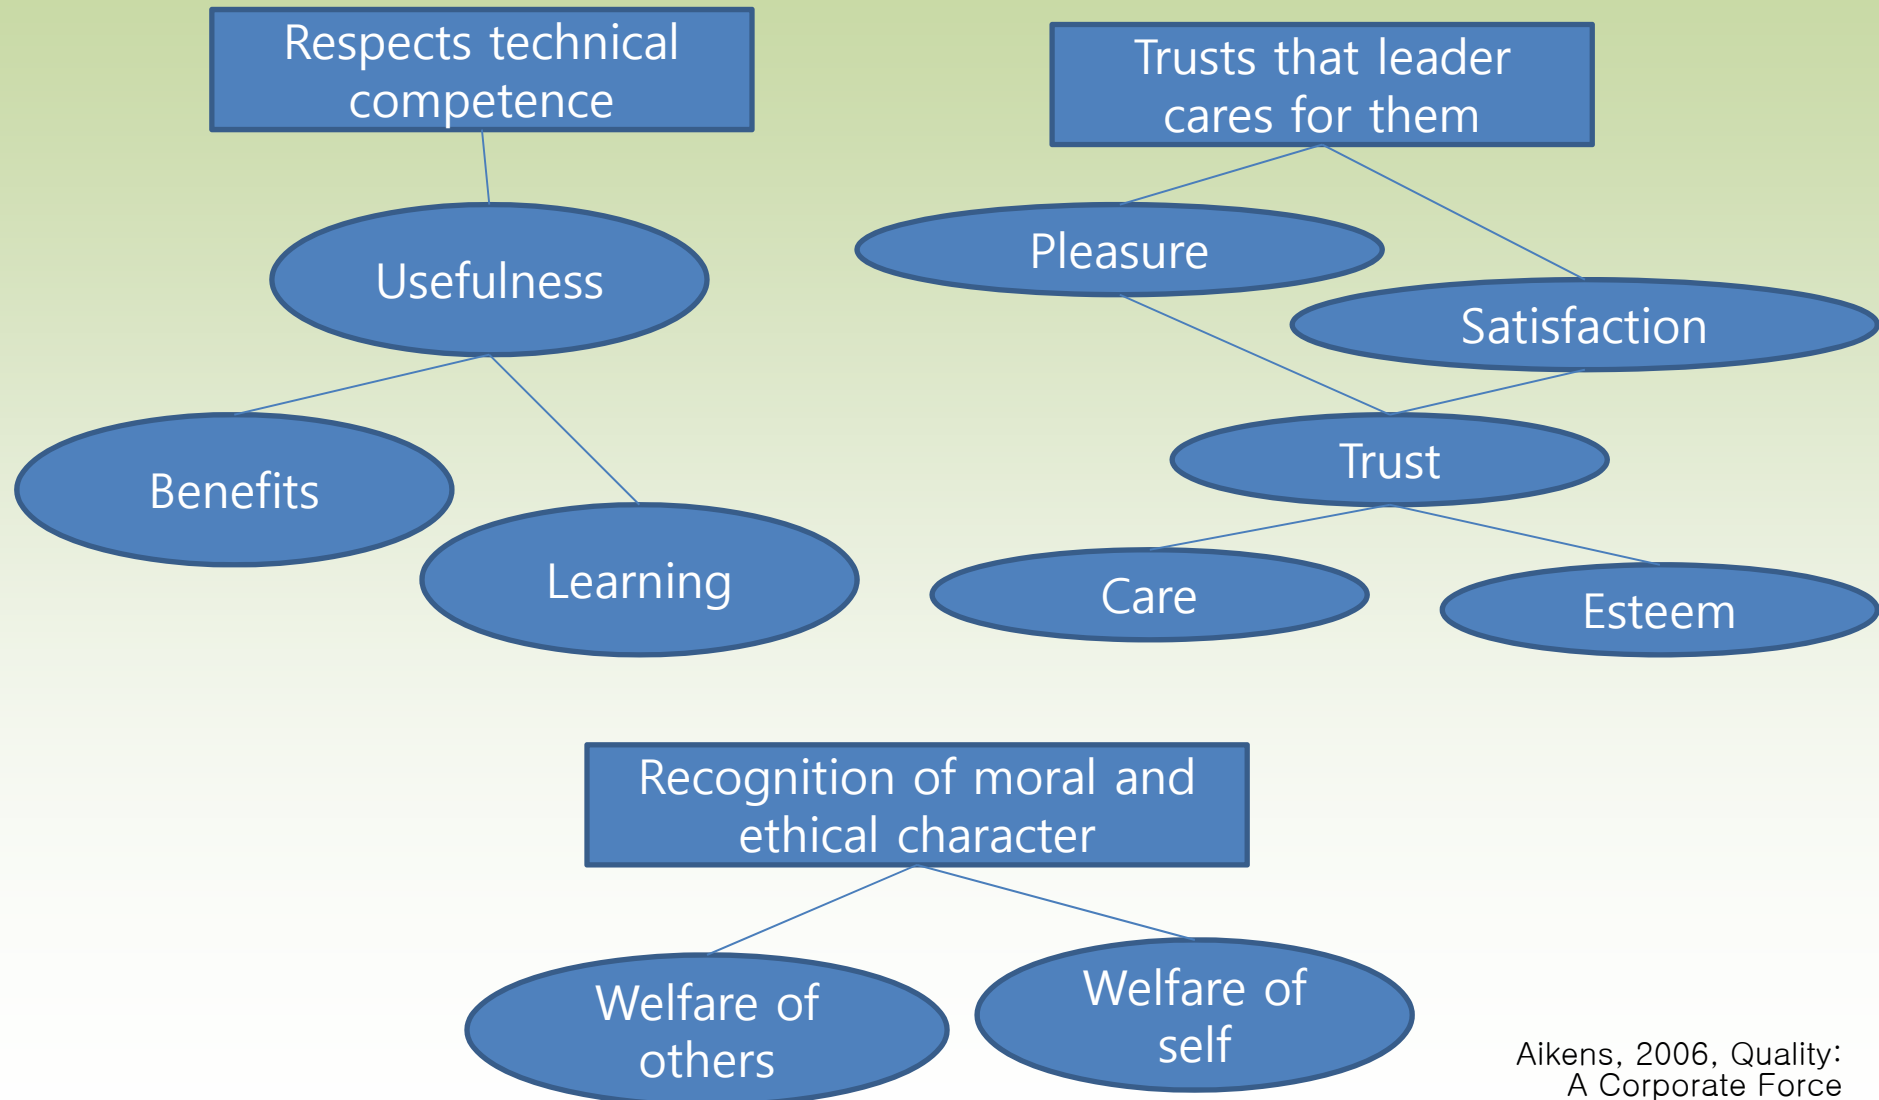 Respects technical
competence
Usefulness
Benefits
Learning
Trusts that leader
cares for them
Pleasure
Satisfaction
Trust
Care
Esteem
Recognition of moral and
ethical character
Welfare of
others
Welfare of
self
Aikens, 2006, Quality:
A Corporate Force